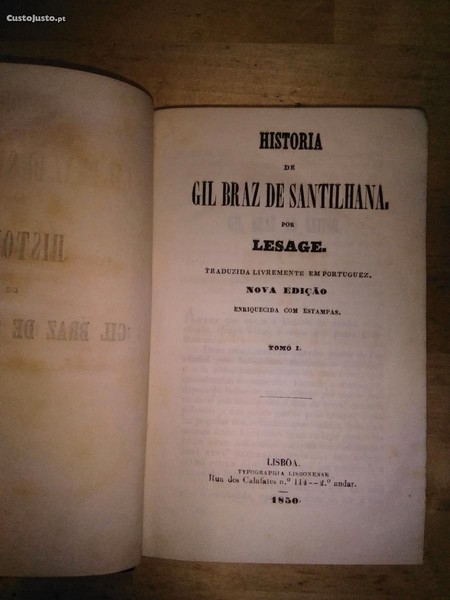 CustoJusto.pt
HISTORIA
DE
GIL BRAZ DE SANTILHANA.
POR
LESAGE.
TRADUZIDA LIVREMENTE EM PORTUGUEZ.
NOVA EDIÇÃO
ENRIQUECIDA COM ESTAMPAS.
TOMO I.
LISBOA.
TYPOGRAPHIA LISBONENSE
Rua dos Calafates n.º 114--2.º andar.
1850.